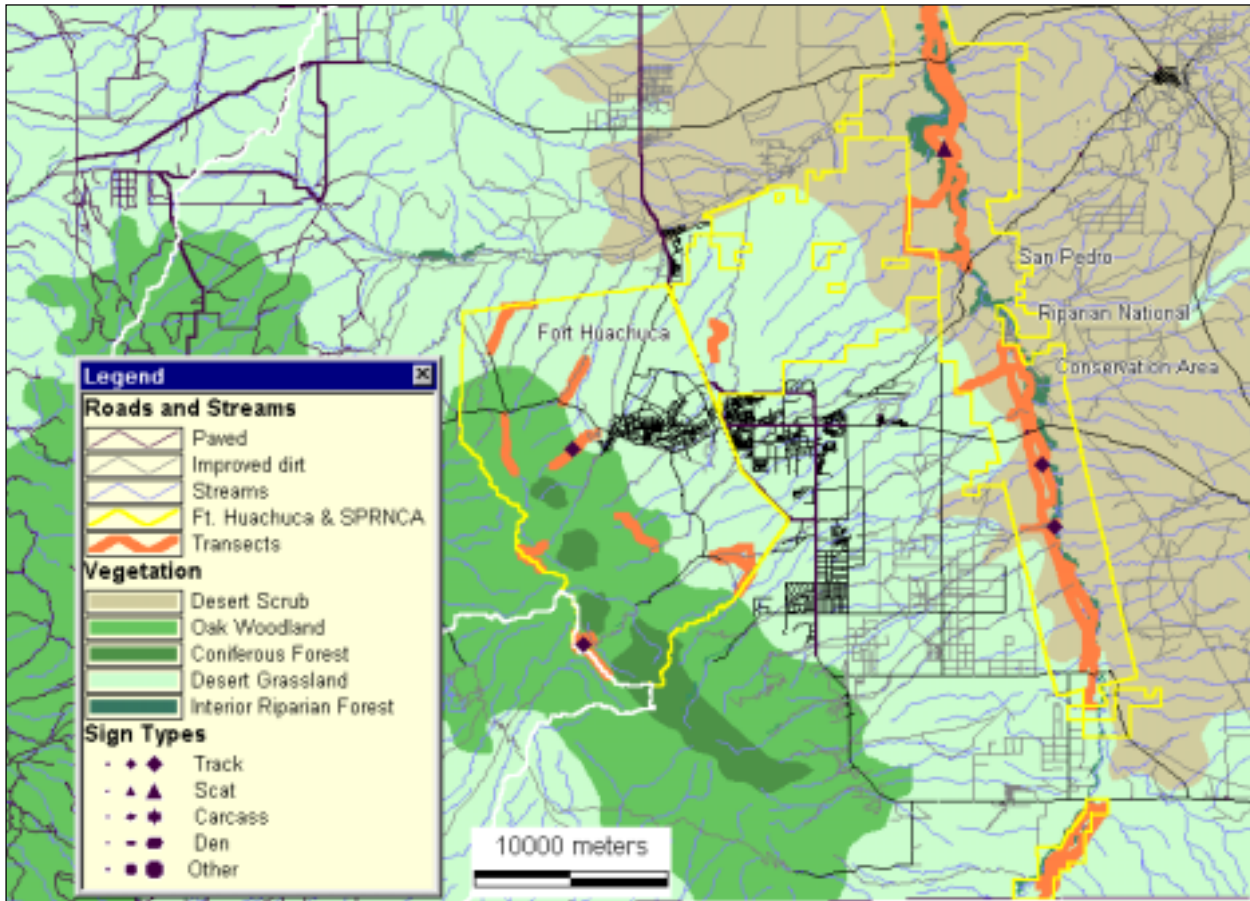 San Pedro
Riparian National
Conservation Area
Fort Huachuca
Legend
Roads and Streams
Paved
Improved dirt
Streams
Ft. Huachuca & SPRNCA
Transects
Vegetation
Desert Scrub
Oak Woodland
Coniferous Forest
Desert Grassland
Interior Riparian Forest
Sign Types
Track
Scat
Carcass
Den
Other
10000 meters